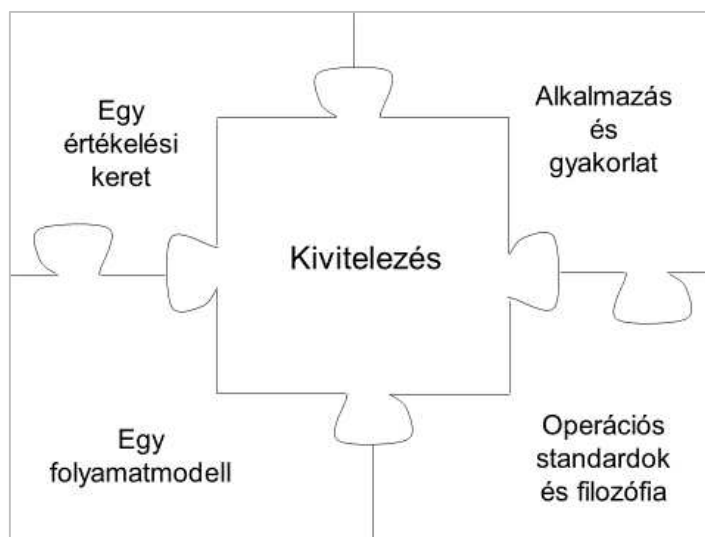 Egy
értékelési
keret
Alkalmazás
és
gyakorlat
Kivitelezés
Egy
folyamatmodell
Operációs
standardok
és filozófia